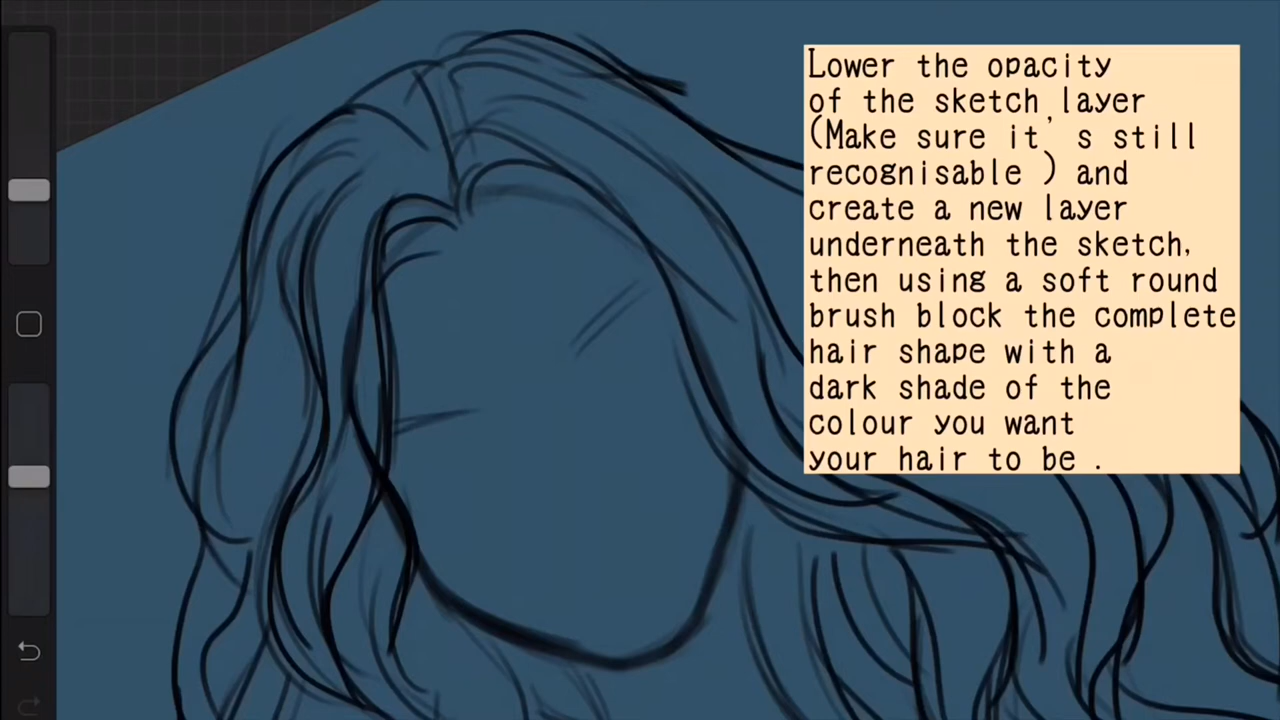 Lower the opacity
of the sketch layer
(Make sure it's still
recognisable ) and
create a new layer
underneath the sketch,
then using a soft round
brush block the complete
hair shape with a
dark shade of the
colour you want
your hair to be .